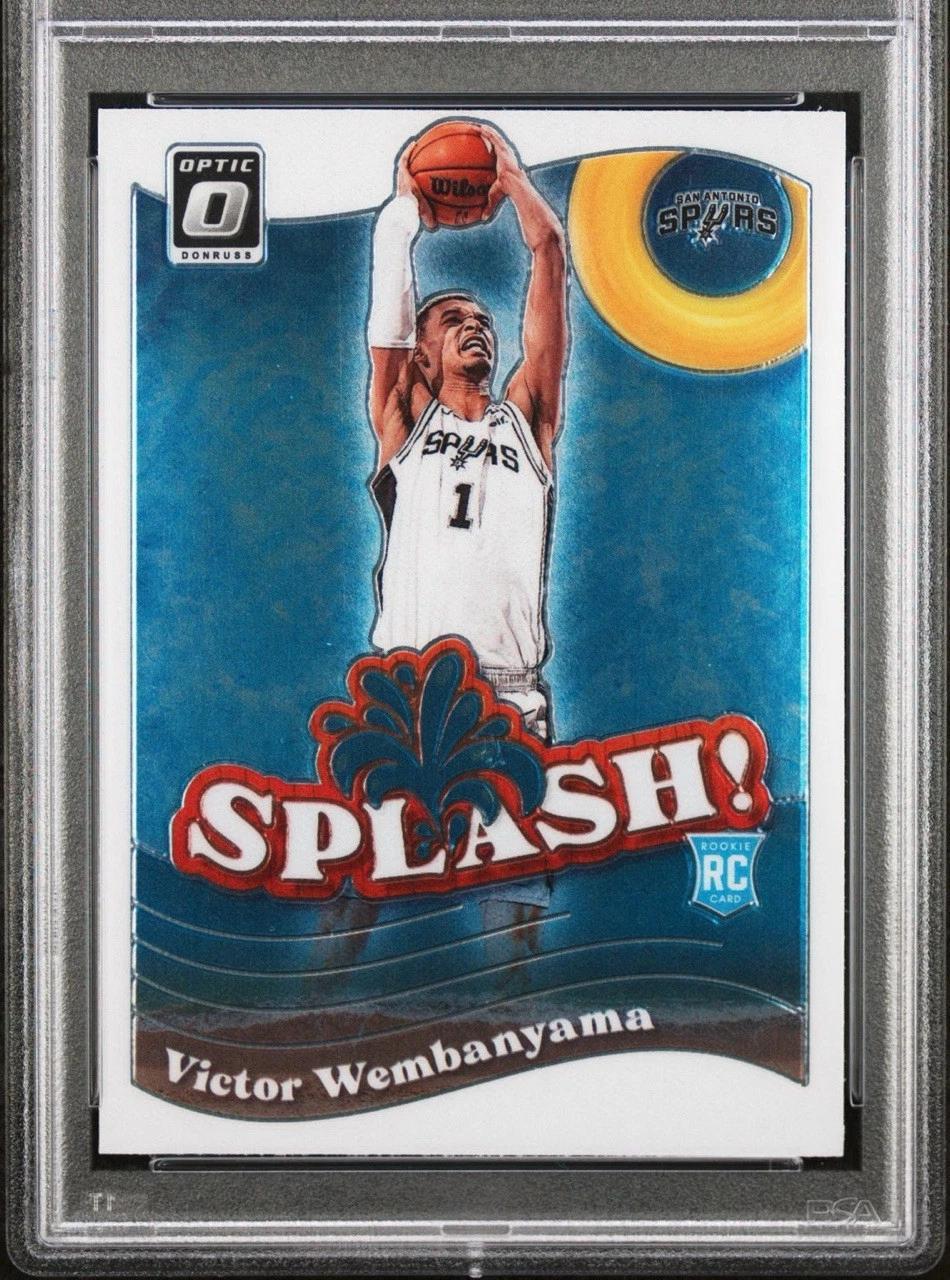 OPTIC
O
DONRUSS
Wilson
SAN ANTONIO
SPURS
SPURS
1
SPLASH!
ROOKIE
RC
CARD
Victor Wembanyama
PSA